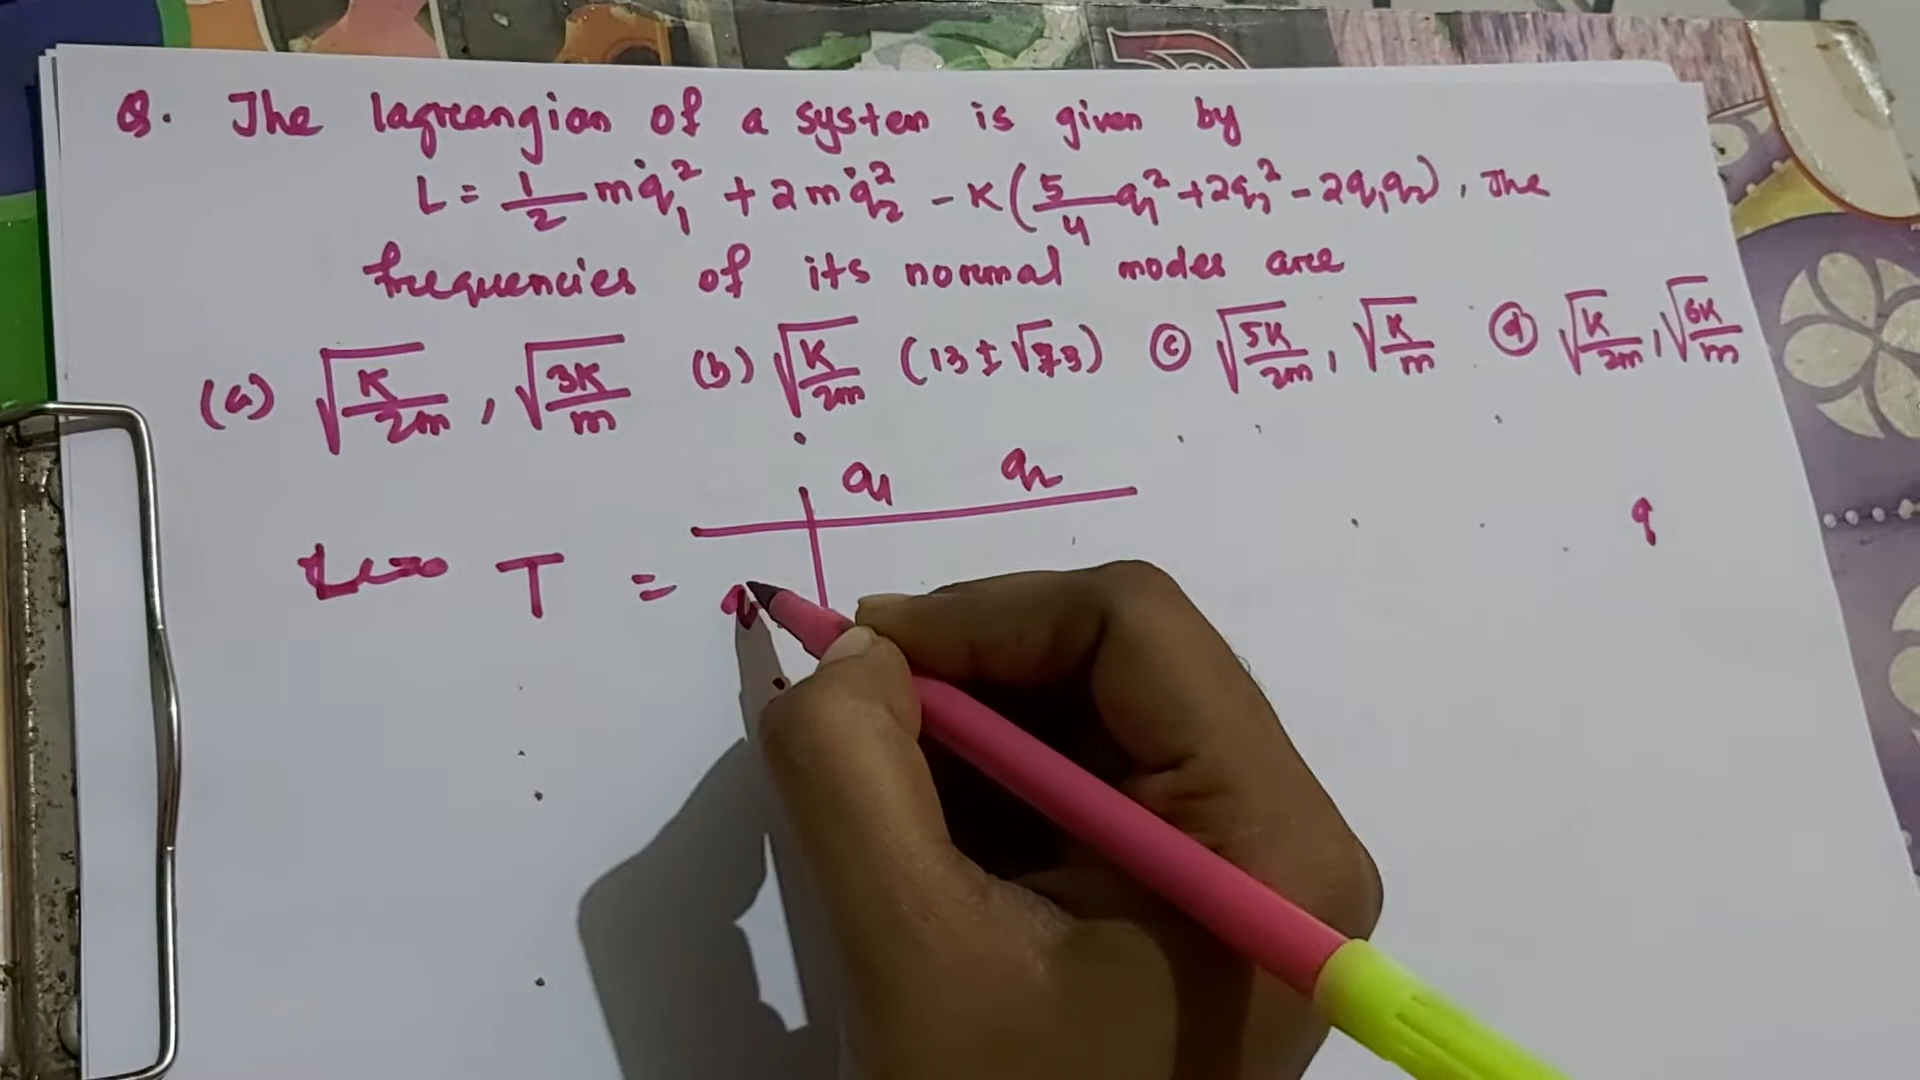 Q. The lagrangian of a system is given by
L = 1/2 mq̇₁² + 2mq̇₂² - K(5/4 q₁² + 2q₂² - 2q₁q₂), The
frequencies of its normal modes are
(a) √(K/2m), √(3K/m) (b) √(K/2m) (13 ± √73) (c) √(5K/2m), √(K/m) (d) √(K/2m), √(6K/m)
q₁ q₂
T =
q